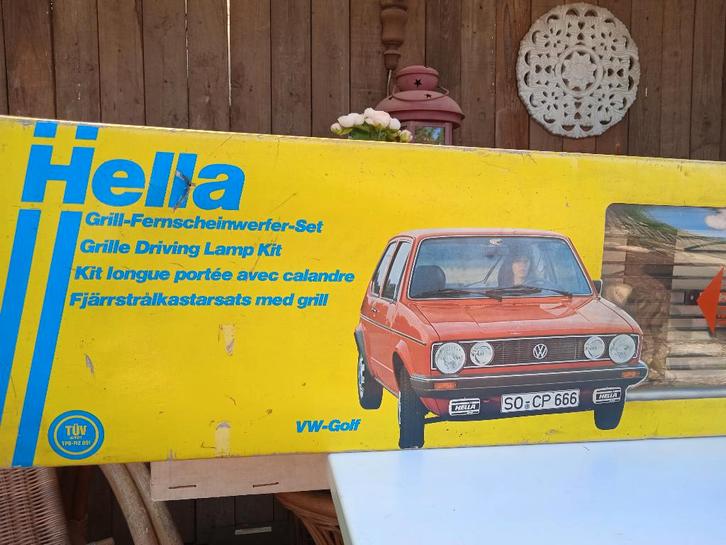 Hella
Grill-Fernscheinwerfer-Set
Grille Driving Lamp Kit
Kit longue portée avec calandre
Fjärrstrålkastarsats med grill
VW-Golf
SO-CP 666
HELLA
HELLA
TÜV